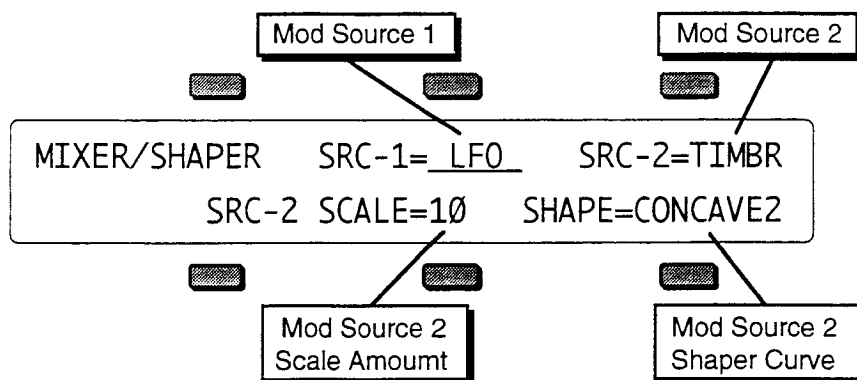 Mod Source 1
Mod Source 2
MIXER/SHAPER SRC-1= LFO SRC-2=TIMBR
SRC-2 SCALE=1Ø SHAPE=CONCAVE2
Mod Source 2
Scale Amoumt
Mod Source 2
Shaper Curve